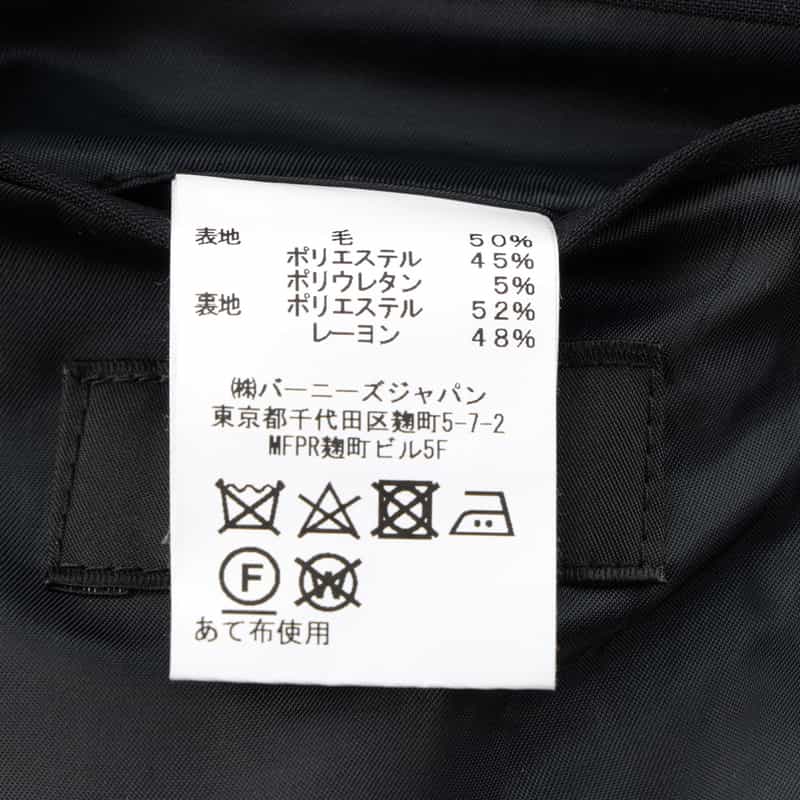 表地 毛 50%
ポリエステル 45%
ポリウレタン 5%
裏地 ポリエステル 52%
レーヨン 48%
㈱バーニーズジャパン
東京都千代田区麹町5-7-2
MFPR麹町ビル5F
F W
あて布使用